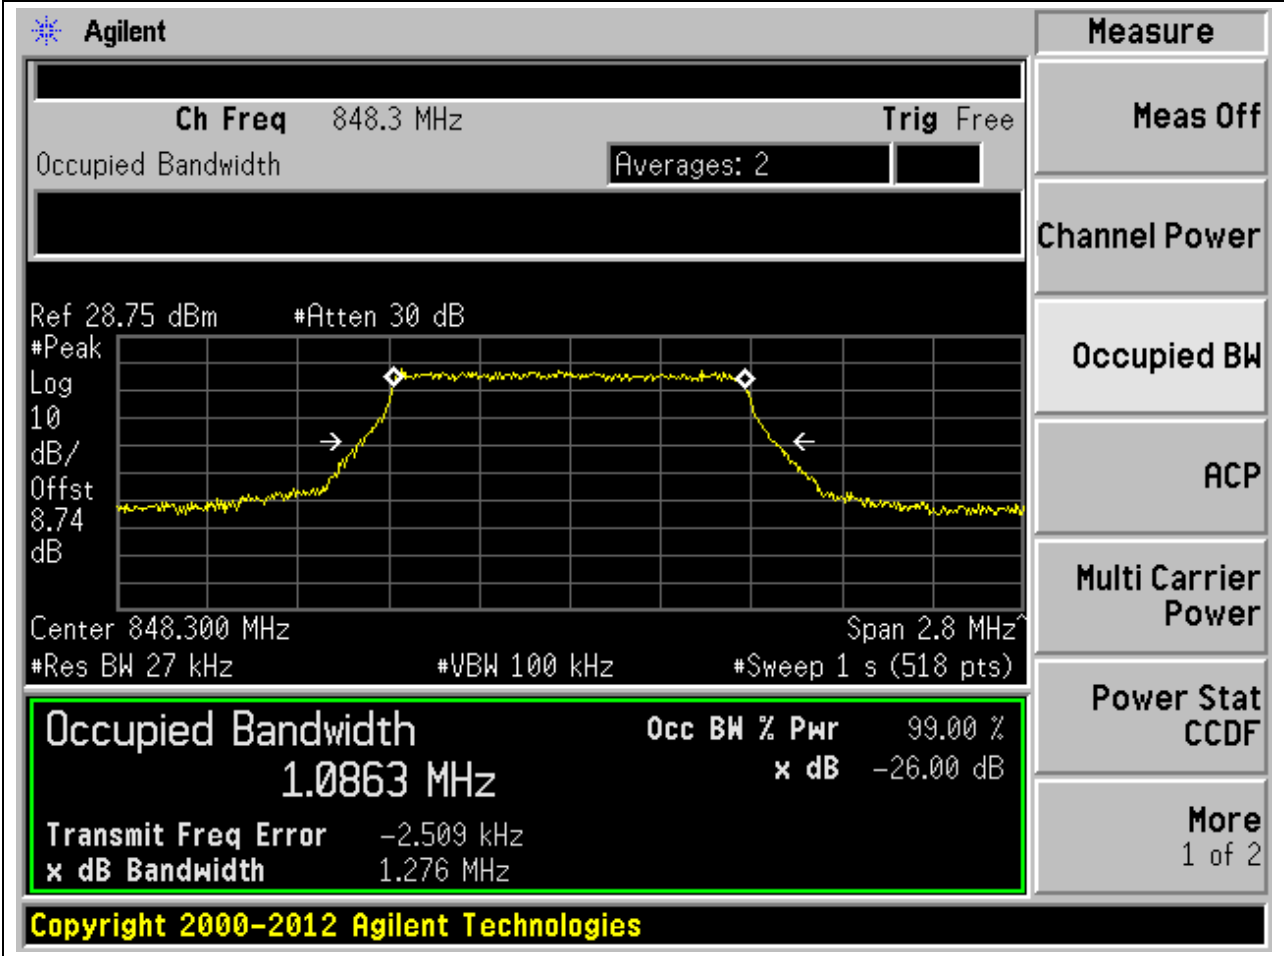 Agilent
Measure
Ch Freq 848.3 MHz Trig Free
Occupied Bandwidth Averages: 2
Meas Off
Channel Power
Occupied BW
ACP
Multi Carrier
Power
Power Stat
CCDF
More
1 of 2
Ref 28.75 dBm #Atten 30 dB
#Peak
Log
10
dB/
Offst
8.74
dB
Center 848.300 MHz Span 2.8 MHz^
#Res BW 27 kHz #VBW 100 kHz #Sweep 1 s (518 pts)
Occupied Bandwidth Occ BW % Pwr 99.00 %
1.0863 MHz x dB -26.00 dB
Transmit Freq Error -2.509 kHz
x dB Bandwidth 1.276 MHz
Copyright 2000-2012 Agilent Technologies